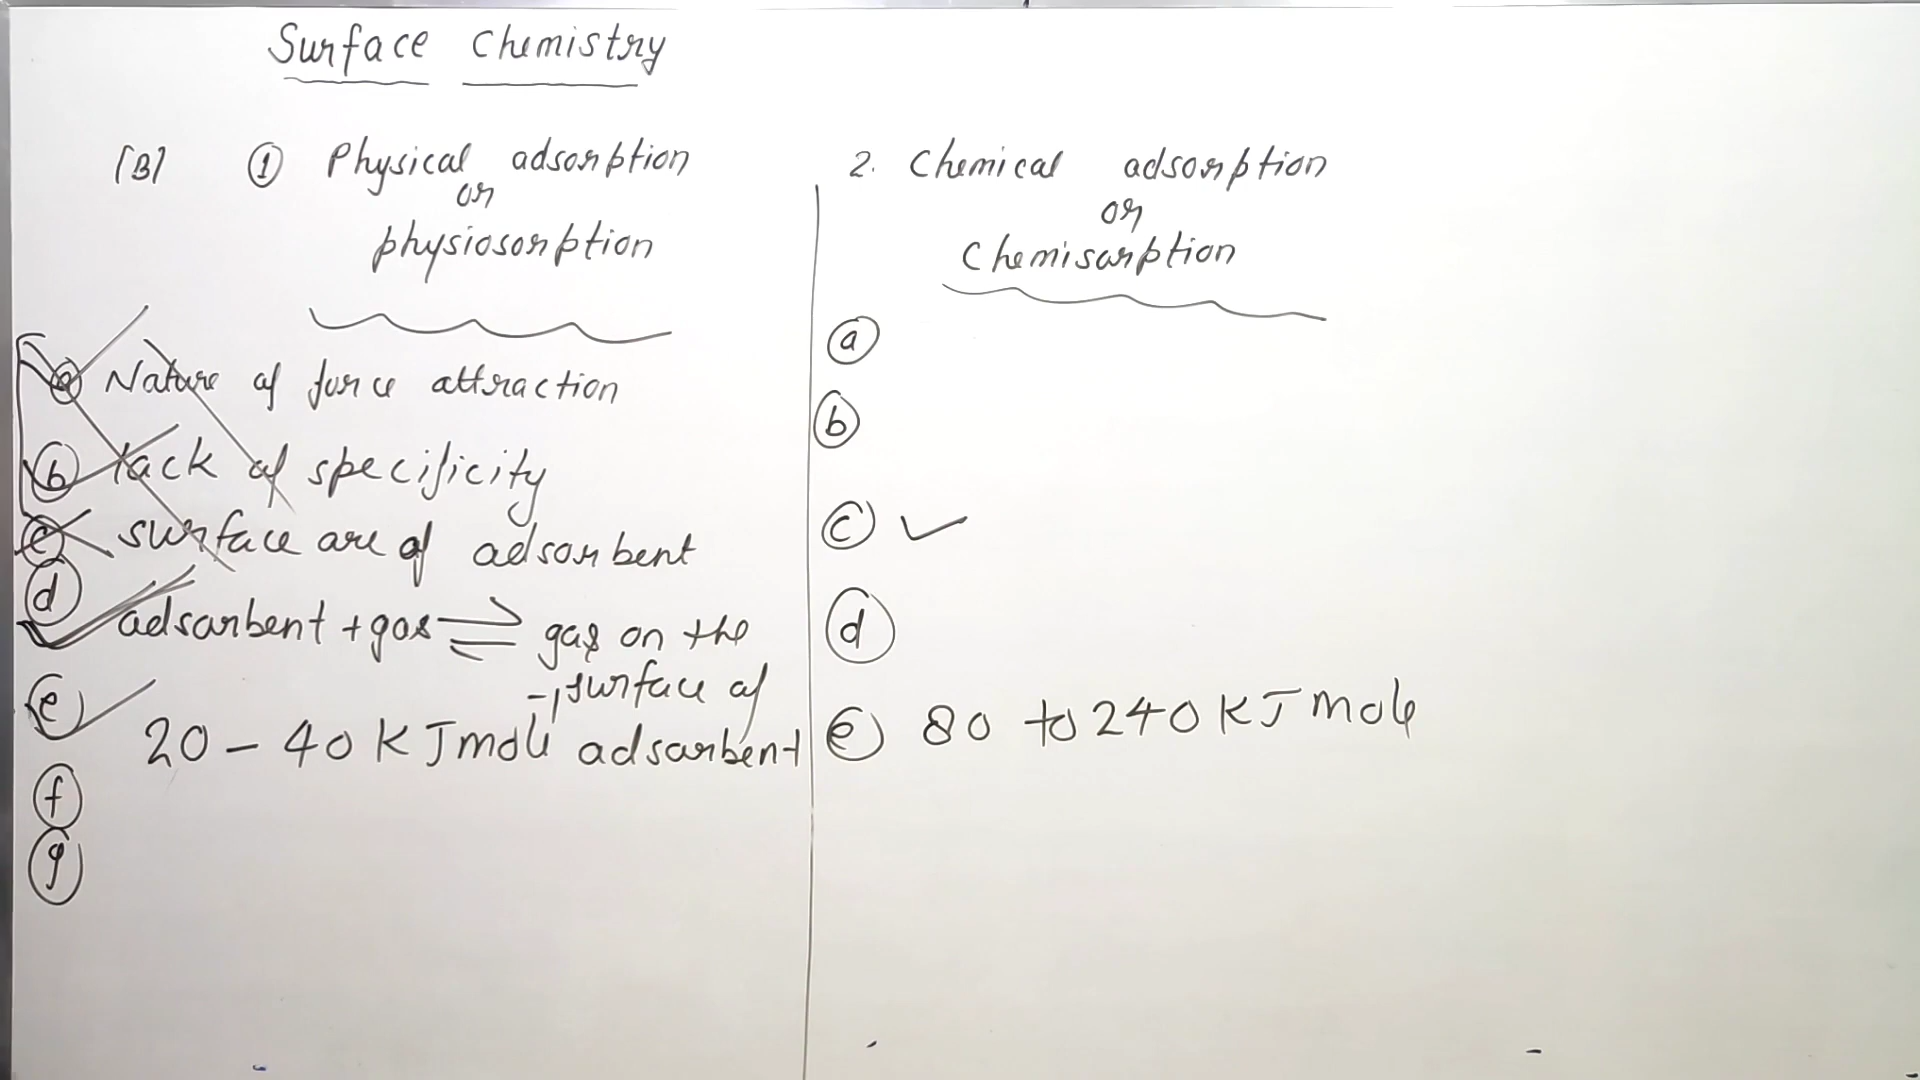 Surface Chemistry
[B] ① Physical adsorption
or
physiosorption
ⓐ Nature of force attraction
ⓑ lack of specificity
ⓒ surface are of adsorbent
ⓓ
adsorbent + gas ⇌ gas on the
surface of
adsorbent
ⓔ
20 - 40 KJ mole -1
ⓕ
ⓖ
2. Chemical adsorption
or
Chemisorption
ⓐ
ⓑ
ⓒ ✓
ⓓ
ⓔ 80 to 240 KJ mole